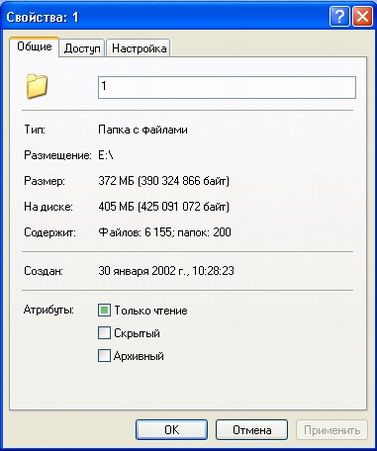 Свойства: 1
Общие Доступ Настройка
1
Тип: Папка с файлами
Размещение: E:\
Размер: 372 МБ (390 324 866 байт)
На диске: 405 МБ (425 091 072 байт)
Содержит: Файлов: 6 155; папок: 200
Создан: 30 января 2002 г., 10:28:23
Атрибуты: Только чтение
Скрытый
Архивный
OK Отмена Применить